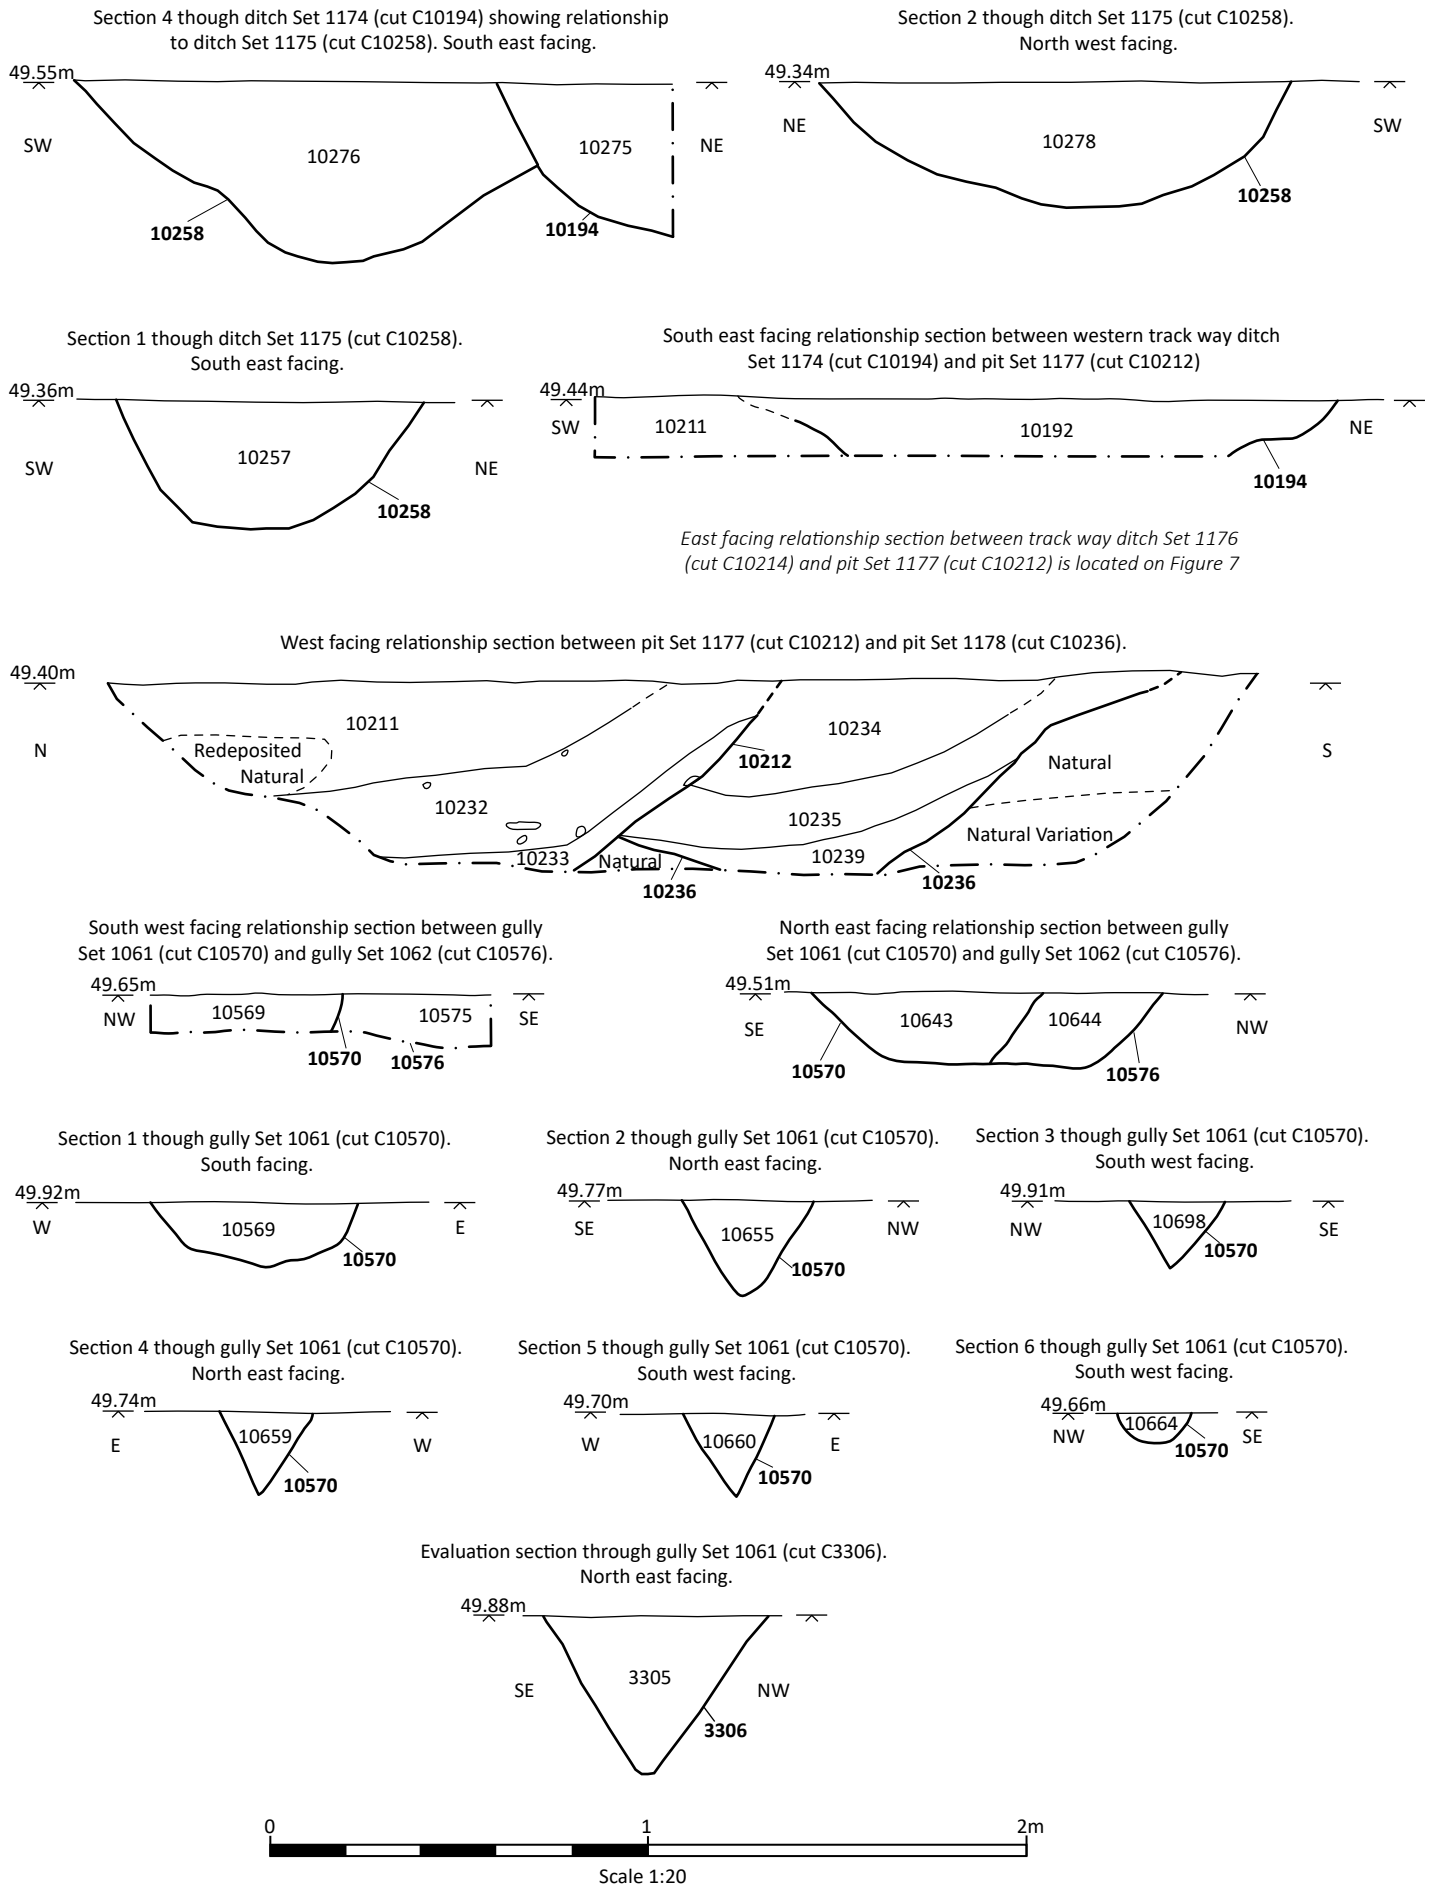 Section 4 though ditch Set 1174 (cut C10194) showing relationship
to ditch Set 1175 (cut C10258). South east facing.
49.55m
SW
10276
10275
NE
10258
10194
Section 2 though ditch Set 1175 (cut C10258).
North west facing.
49.34m
NE
10278
SW
10258
Section 1 though ditch Set 1175 (cut C10258).
South east facing.
49.36m
SW
10257
NE
10258
South east facing relationship section between western track way ditch
Set 1174 (cut C10194) and pit Set 1177 (cut C10212)
49.44m
SW
10211
10192
NE
10194
East facing relationship section between track way ditch Set 1176
(cut C10214) and pit Set 1177 (cut C10212) is located on Figure 7
West facing relationship section between pit Set 1177 (cut C10212) and pit Set 1178 (cut C10236).
49.40m
N
10211
Redeposited
Natural
10232
10233
Natural
10236
10212
10234
10235
10239
10236
Natural
Natural Variation
S
South west facing relationship section between gully
Set 1061 (cut C10570) and gully Set 1062 (cut C10576).
49.65m
NW
10569
10575
SE
10570
10576
North east facing relationship section between gully
Set 1061 (cut C10570) and gully Set 1062 (cut C10576).
49.51m
SE
10643
10644
NW
10570
10576
Section 1 though gully Set 1061 (cut C10570).
South facing.
49.92m
W
10569
E
10570
Section 2 though gully Set 1061 (cut C10570).
North east facing.
49.77m
SE
10655
NW
10570
Section 3 though gully Set 1061 (cut C10570).
South west facing.
49.91m
NW
10698
SE
10570
Section 4 though gully Set 1061 (cut C10570).
North east facing.
49.74m
E
10659
W
10570
Section 5 though gully Set 1061 (cut C10570).
South west facing.
49.70m
W
10660
E
10570
Section 6 though gully Set 1061 (cut C10570).
South west facing.
49.66m
NW
10664
SE
10570
Evaluation section through gully Set 1061 (cut C3306).
North east facing.
49.88m
SE
3305
NW
3306
0 1 2m
Scale 1:20